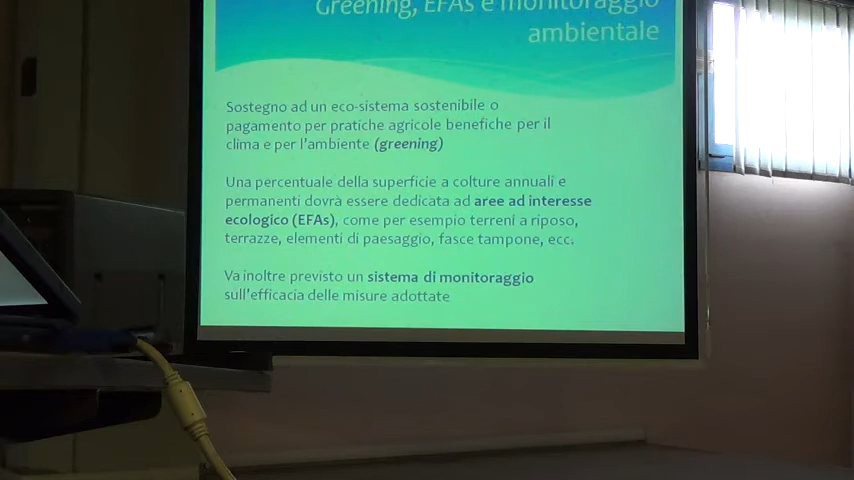 Greening, EFAs e monitoraggio
ambientale
Sostegno ad un eco-sistema sostenibile o
pagamento per pratiche agricole benefiche per il
clima e per l'ambiente (greening)
Una percentuale della superficie a colture annuali e
permanenti dovrà essere dedicata ad aree ad interesse
ecologico (EFAs), come per esempio terreni a riposo,
terrazze, elementi di paesaggio, fasce tampone, ecc.
Va inoltre previsto un sistema di monitoraggio
sull'efficacia delle misure adottate